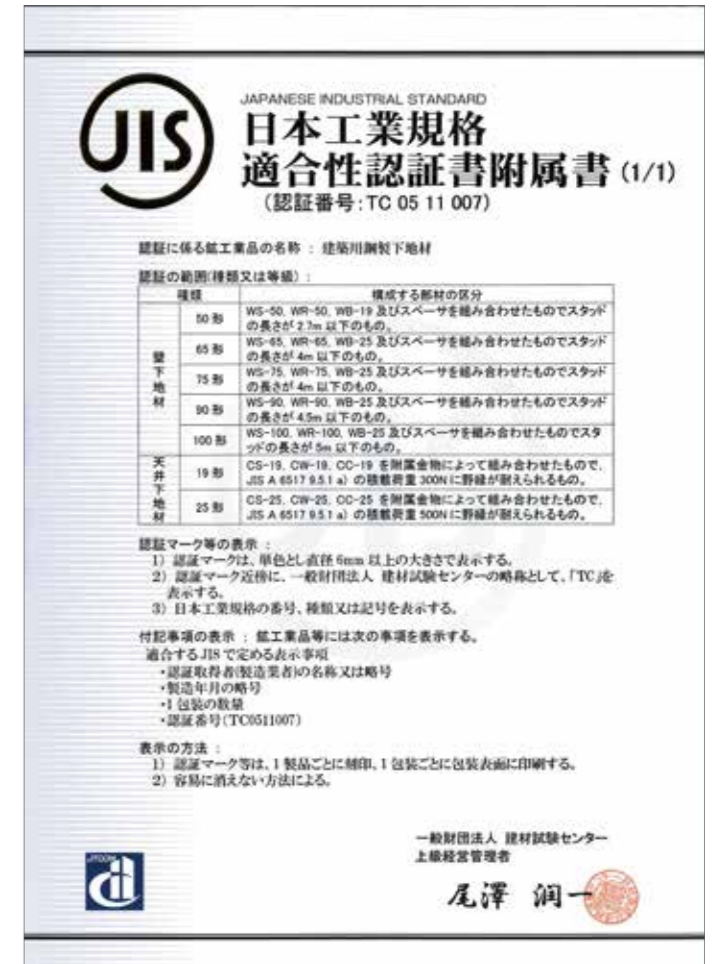 JIS
JAPANESE INDUSTRIAL STANDARD
日本工業規格
適合性認証書附属書 (1/1)
(認証番号:TC 05 11 007)
認証に係る鉱工業品の名称 : 建築用鋼製下地材
認証の範囲(種類又は等級) :
種類 構成する部材の区分
壁下地材
50 形 WS-50, WR-50, WB-19 及びスペーサを組み合わせたものでスタッド
の長さが 2.7m 以下のもの。
65 形 WS-65, WR-65, WB-25 及びスペーサを組み合わせたものでスタッド
の長さが 4m 以下のもの。
75 形 WS-75, WR-75, WB-25 及びスペーサを組み合わせたものでスタッド
の長さが 4m 以下のもの。
90 形 WS-90, WR-90, WB-25 及びスペーサを組み合わせたものでスタッド
の長さが 4.5m 以下のもの。
100 形 WS-100, WR-100, WB-25 及びスペーサを組み合わせたものでスタ
ッドの長さが 5m 以下のもの。
天井下地材
19 形 CS-19, CW-19, CC-19 を附属金物によって組み合わせたもので、
JIS A 6517 9.5.1 a) の積載荷重 300N に野縁が耐えられるもの。
25 形 CS-25, CW-25, CC-25 を附属金物によって組み合わせたもので、
JIS A 6517 9.5.1 a) の積載荷重 500N に野縁が耐えられるもの。
認証マーク等の表示 :
1) 認証マークは、単色とし直径 6mm 以上の大きさで表示する。
2) 認証マーク近傍に、一般財団法人 建材試験センターの略称として、「TC」を
表示する。
3) 日本工業規格の番号、種類又は記号を表示する。
付記事項の表示 : 鉱工業品等には次の事項を表示する。
適合する JIS で定める表示事項
・認証取得者(製造業者)の名称又は略号
・製造年月の略号
・1 包装の数量
・認証番号(TC0511007)
表示の方法 :
1) 認証マーク等は、1 製品ごとに刻印、1 包装ごとに包装表面に印刷する。
2) 容易に消えない方法による。
一般財団法人 建材試験センター
上級経営管理者
尾澤 潤一
JTCCM